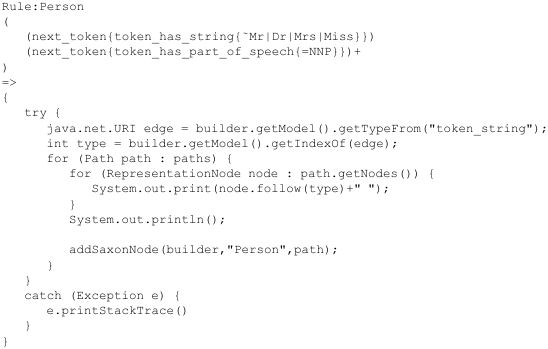 Rule:Person
(
(next_token{token_has_string{~Mr|Dr|Mrs|Miss}})
(next_token{token_has_part_of_speech{=NNP}})+
)
=>
{
try {
java.net.URI edge = builder.getModel().getTypeFrom("token_string");
int type = builder.getModel().getIndexOf(edge);
for (Path path : paths) {
for (RepresentationNode node : path.getNodes()) {
System.out.print(node.follow(type)+" ");
}
System.out.println();
addSaxonNode(builder,"Person",path);
}
}
catch (Exception e) {
e.printStackTrace()
}
}